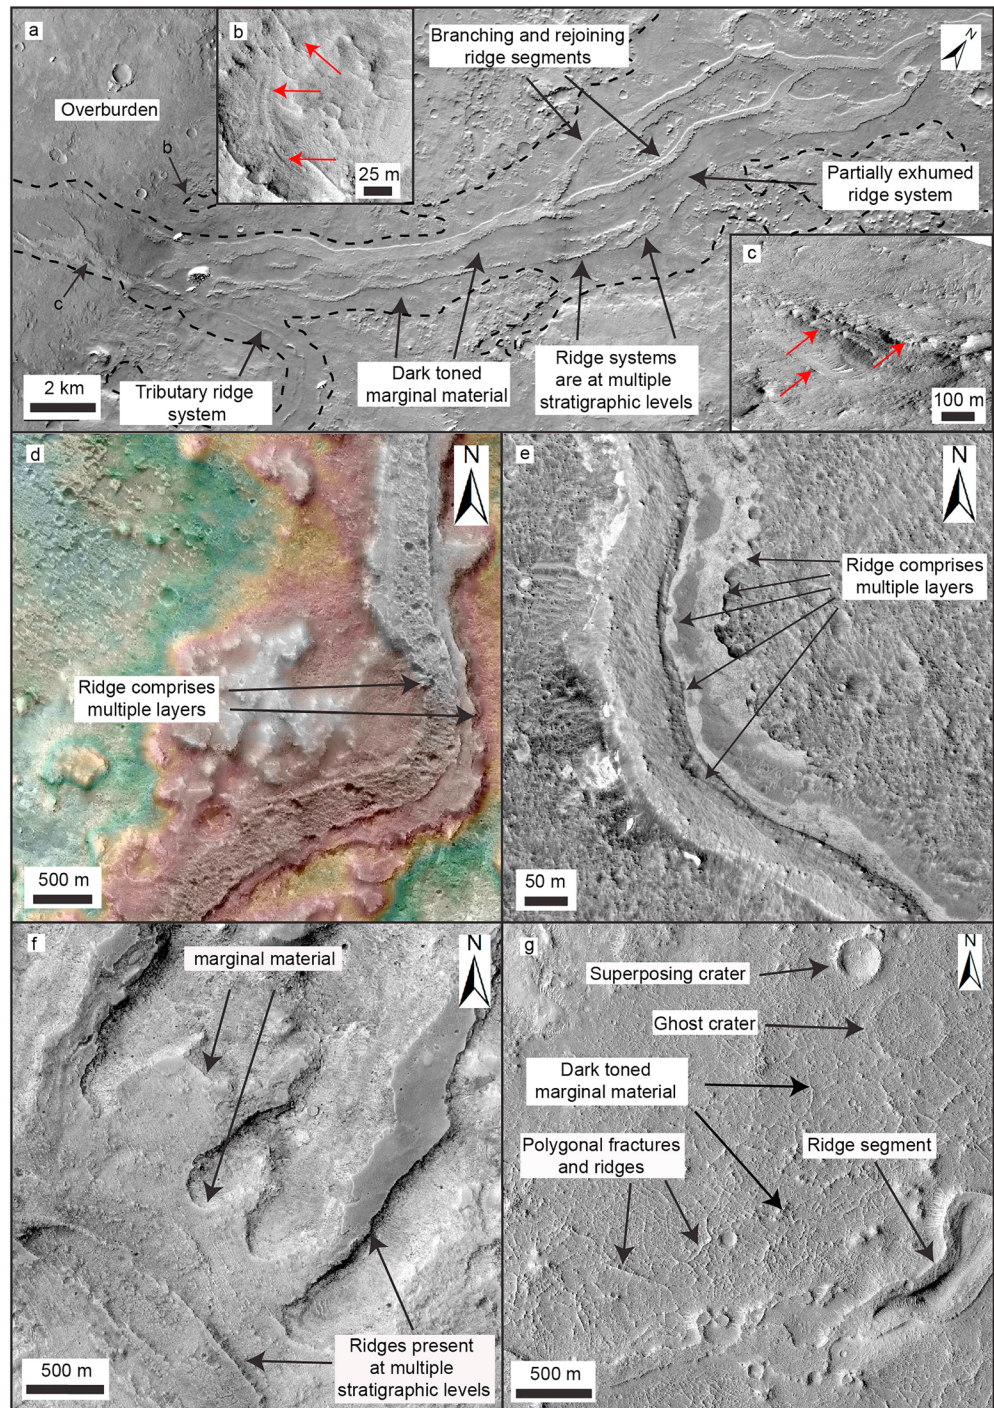 a
Overburden
b
c
2 km
b
25 m
Branching and rejoining
ridge segments
N
Partially exhumed
ridge system
Tributary ridge
system
Dark toned
marginal material
Ridge systems
are at multiple
stratigraphic levels
c
100 m
d
N
Ridge comprises
multiple layers
500 m
e
N
Ridge comprises
multiple layers
50 m
f
marginal material
N
Ridges present
at multiple
stratigraphic levels
500 m
g
N
Superposing crater
Ghost crater
Dark toned
marginal material
Polygonal fractures
and ridges
Ridge segment
500 m